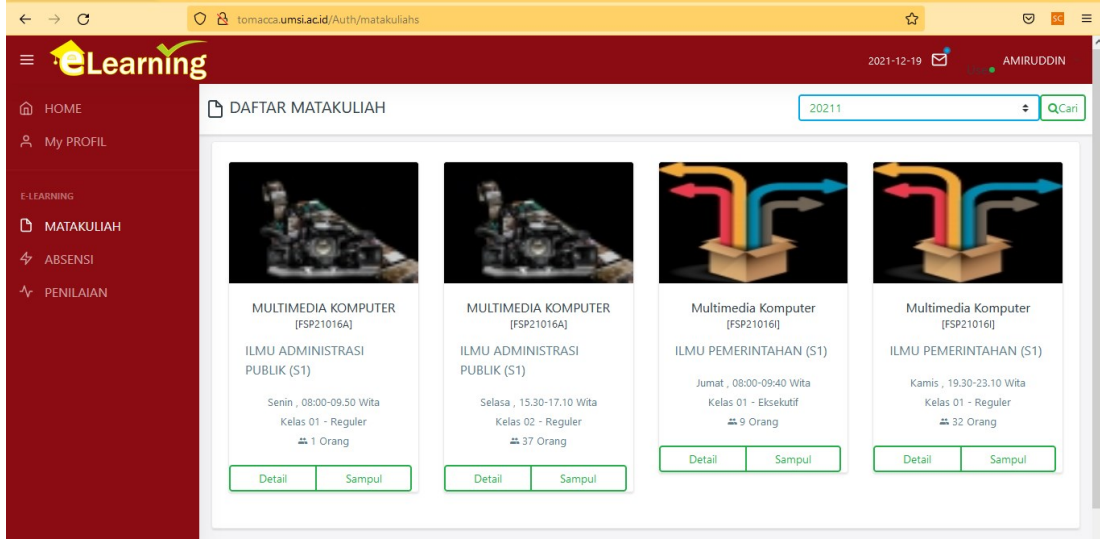 tomacca.umsi.ac.id/Auth/matakuliahs
SC
eLearning
2021-12-19
AMIRUDDIN
HOME
My PROFIL
E-LEARNING
MATAKULIAH
ABSENSI
PENILAIAN
DAFTAR MATAKULIAH
20211
Cari
MULTIMEDIA KOMPUTER
[FSP21016A]
ILMU ADMINISTRASI
PUBLIK (S1)
Senin , 08:00-09.50 Wita
Kelas 01 - Reguler
1 Orang
Detail
Sampul
MULTIMEDIA KOMPUTER
[FSP21016A]
ILMU ADMINISTRASI
PUBLIK (S1)
Selasa , 15.30-17.10 Wita
Kelas 02 - Reguler
37 Orang
Detail
Sampul
Multimedia Komputer
[FSP21016I]
ILMU PEMERINTAHAN (S1)
Jumat , 08:00-09:40 Wita
Kelas 01 - Eksekutif
9 Orang
Detail
Sampul
Multimedia Komputer
[FSP21016I]
ILMU PEMERINTAHAN (S1)
Kamis , 19.30-23.10 Wita
Kelas 01 - Reguler
32 Orang
Detail
Sampul